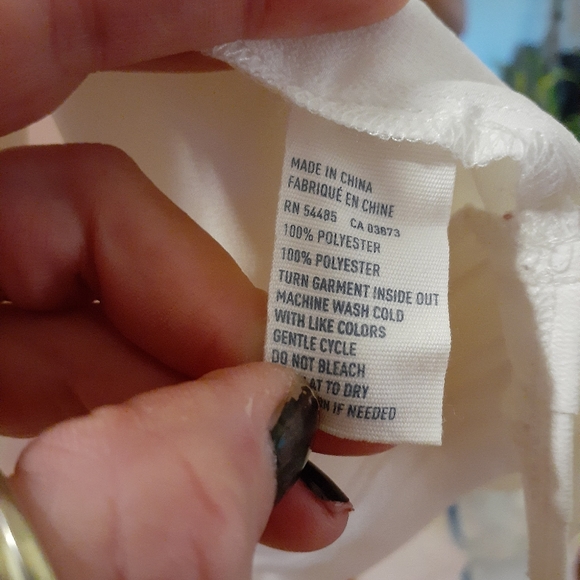 MADE IN CHINA
FABRIQUÉ EN CHINE
RN 54485 CA 03873
100% POLYESTER
100% POLYESTER
TURN GARMENT INSIDE OUT
MACHINE WASH COLD
WITH LIKE COLORS
GENTLE CYCLE
DO NOT BLEACH
TO DRY
IF NEEDED